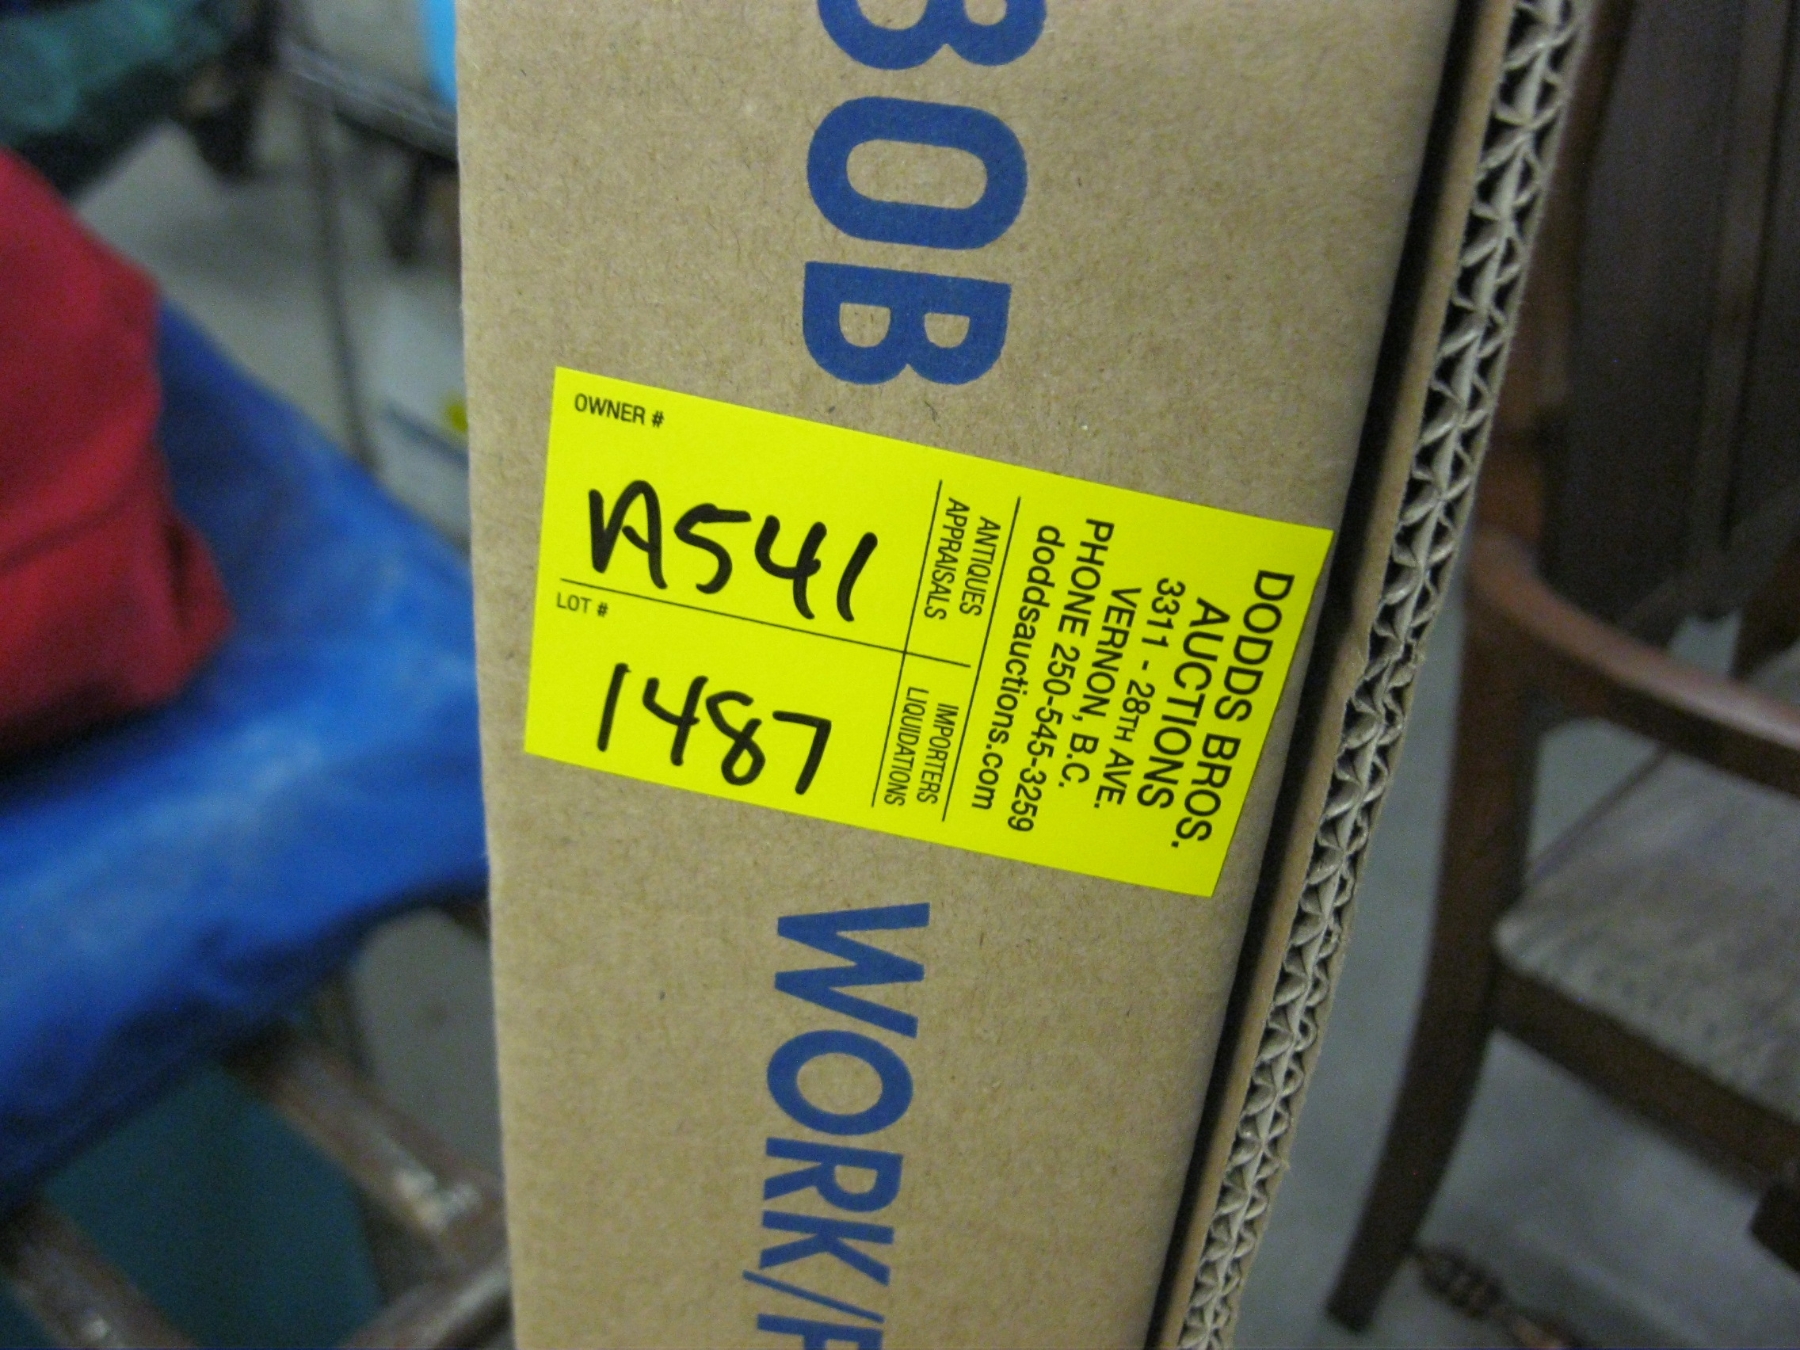 30B
WORK/
OWNER #
A541
LOT #
1487
ANTIQUES
APPRAISALS
IMPORTERS
LIQUIDATIONS
DODDS BROS.
AUCTIONS
3311 - 28TH AVE.
VERNON, B.C.
PHONE 250-545-3259
doddsauctions.com